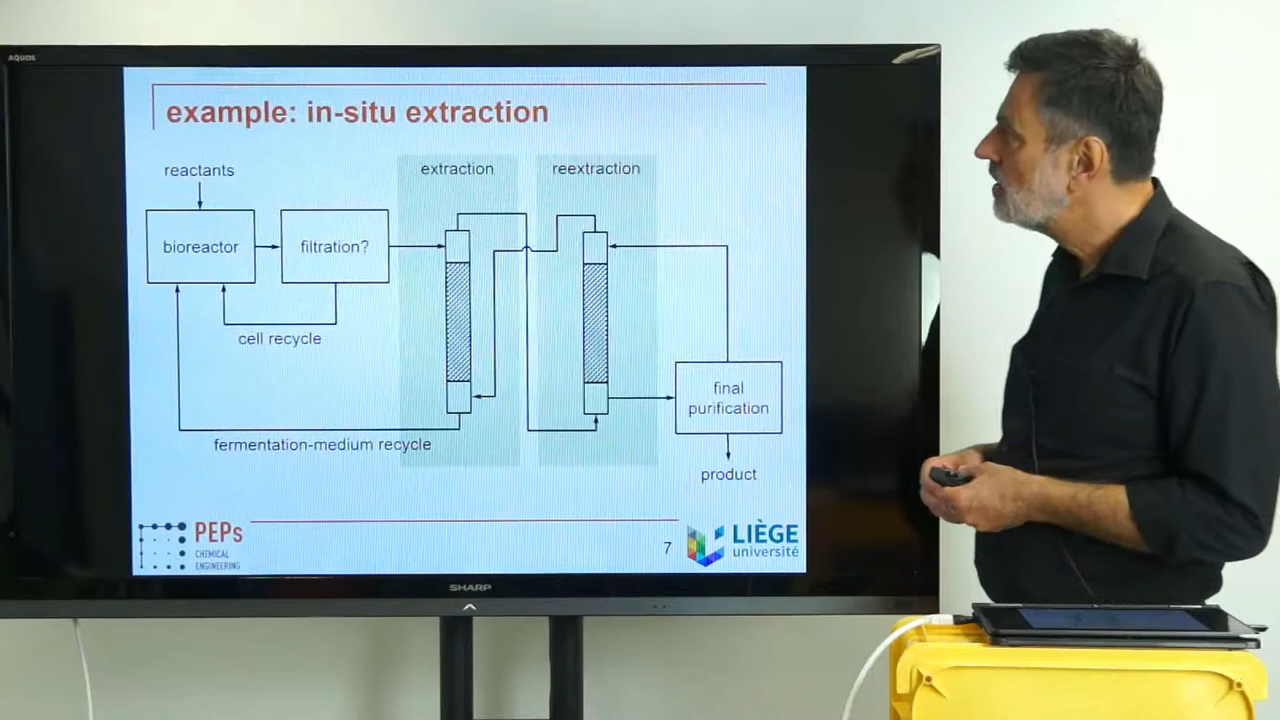 AQUOS
example: in-situ extraction
reactants
extraction
reextraction
bioreactor
filtration?
cell recycle
final
purification
fermentation-medium recycle
product
PEPs
CHEMICAL
ENGINEERING
7
LIÈGE
université
SHARP